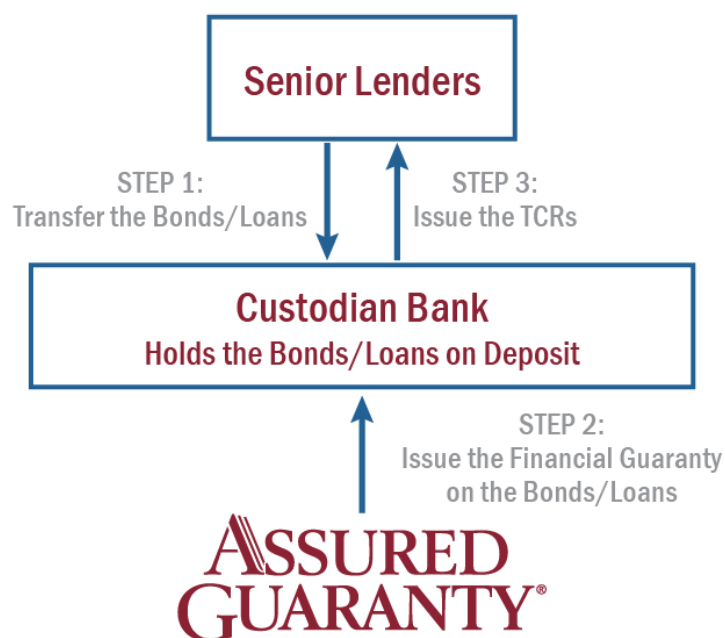 Senior Lenders
STEP 1:
Transfer the Bonds/Loans
STEP 3:
Issue the TCRs
Custodian Bank
Holds the Bonds/Loans on Deposit
STEP 2:
Issue the Financial Guaranty
on the Bonds/Loans
ASSURED
GUARANTY®